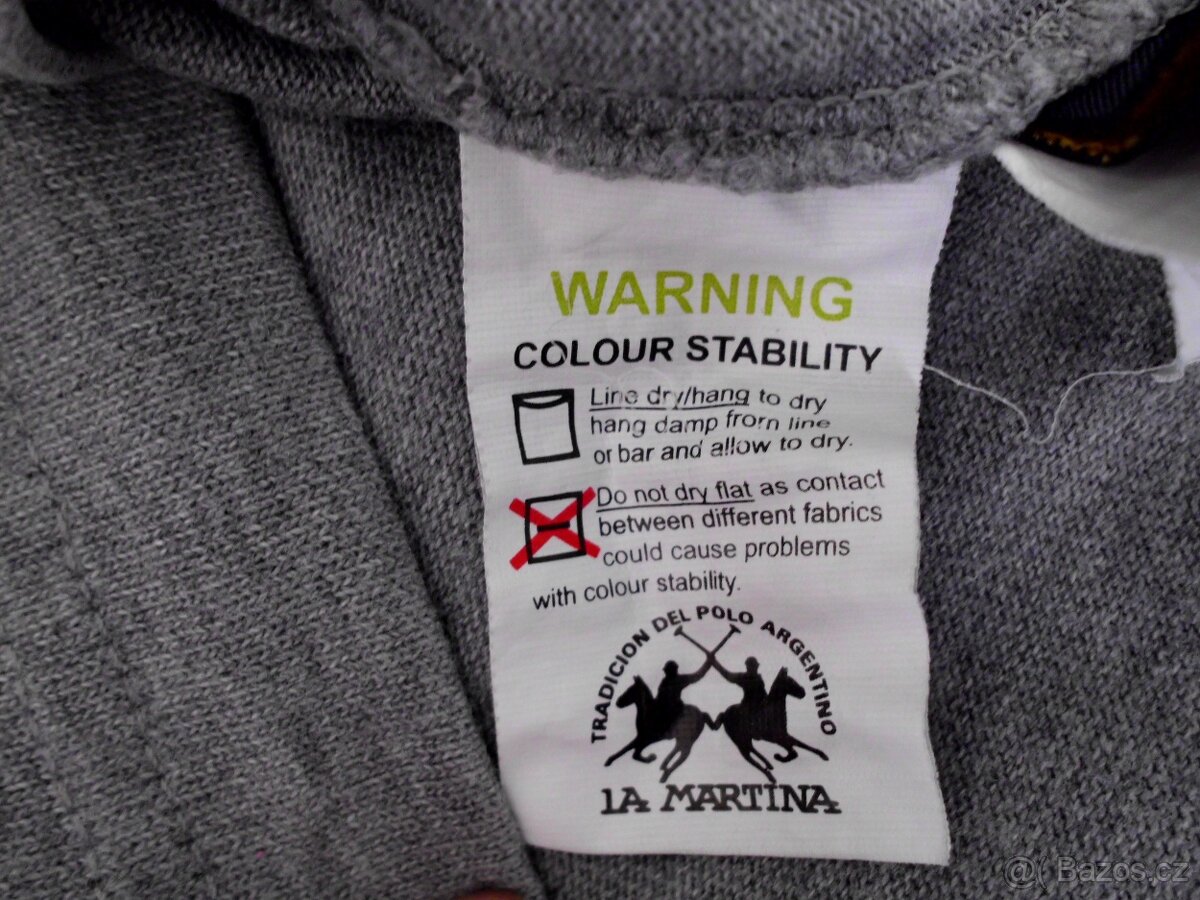 WARNING
COLOUR STABILITY
Line dry/hang to dry
hang damp from line
or bar and allow to dry.
Do not dry flat as contact
between different fabrics
could cause problems
with colour stability.
TRADICION DEL POLO ARGENTINO
LA MARTINA
@( Bazos.cz